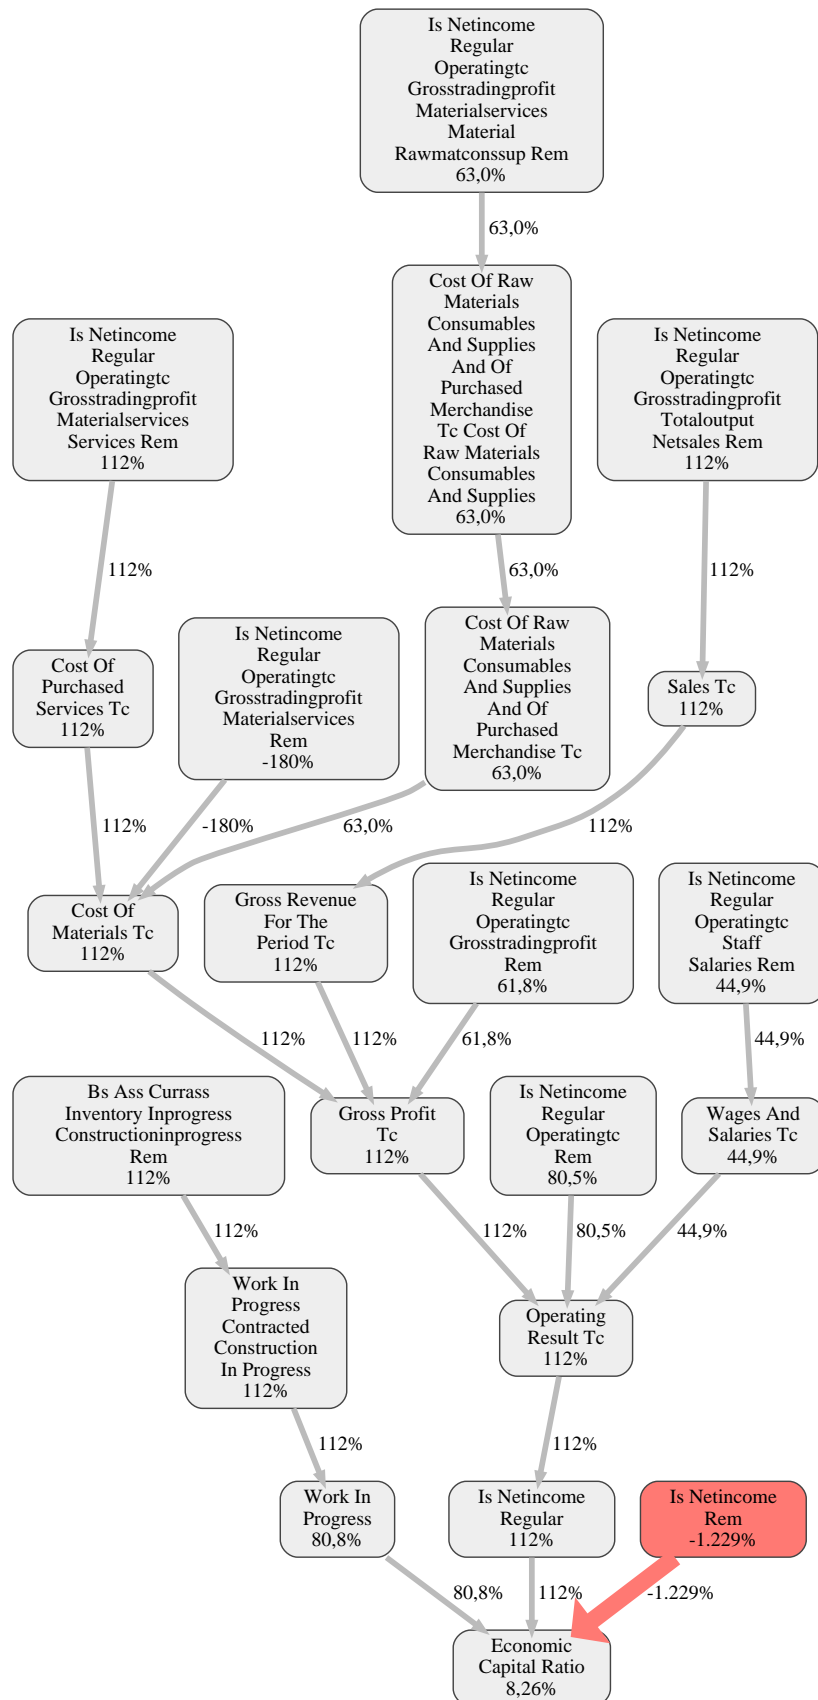 Is Netincome
Regular
Operatingtc
Grosstradingprofit
Materialservices
Material
Rawmatconssup Rem
63,0%
63,0%
Cost Of Raw
Materials
Consumables
And Supplies
And Of
Purchased
Merchandise
Tc Cost Of
Raw Materials
Consumables
And Supplies
63,0%
Is Netincome
Regular
Operatingtc
Grosstradingprofit
Materialservices
Services Rem
112%
Is Netincome
Regular
Operatingtc
Grosstradingprofit
Totaloutput
Netsales Rem
112%
112%
63,0%
112%
Cost Of
Purchased
Services Tc
112%
Is Netincome
Regular
Operatingtc
Grosstradingprofit
Materialservices
Rem
-180%
Cost Of Raw
Materials
Consumables
And Supplies
And Of
Purchased
Merchandise Tc
63,0%
Sales Tc
112%
112%
-180%
63,0%
112%
Cost Of
Materials Tc
112%
Gross Revenue
For The
Period Tc
112%
Is Netincome
Regular
Operatingtc
Grosstradingprofit
Rem
61,8%
Is Netincome
Regular
Operatingtc
Staff
Salaries Rem
44,9%
112%
112%
61,8%
44,9%
Bs Ass Currass
Inventory Inprogress
Constructioninprogress
Rem
112%
Gross Profit
Tc
112%
Is Netincome
Regular
Operatingtc
Rem
80,5%
Wages And
Salaries Tc
44,9%
112%
112%
80,5%
44,9%
Work In
Progress
Contracted
Construction
In Progress
112%
Operating
Result Tc
112%
112%
112%
Work In
Progress
80,8%
Is Netincome
Regular
112%
Is Netincome
Rem
-1.229%
80,8%
112%
-1.229%
Economic
Capital Ratio
8,26%